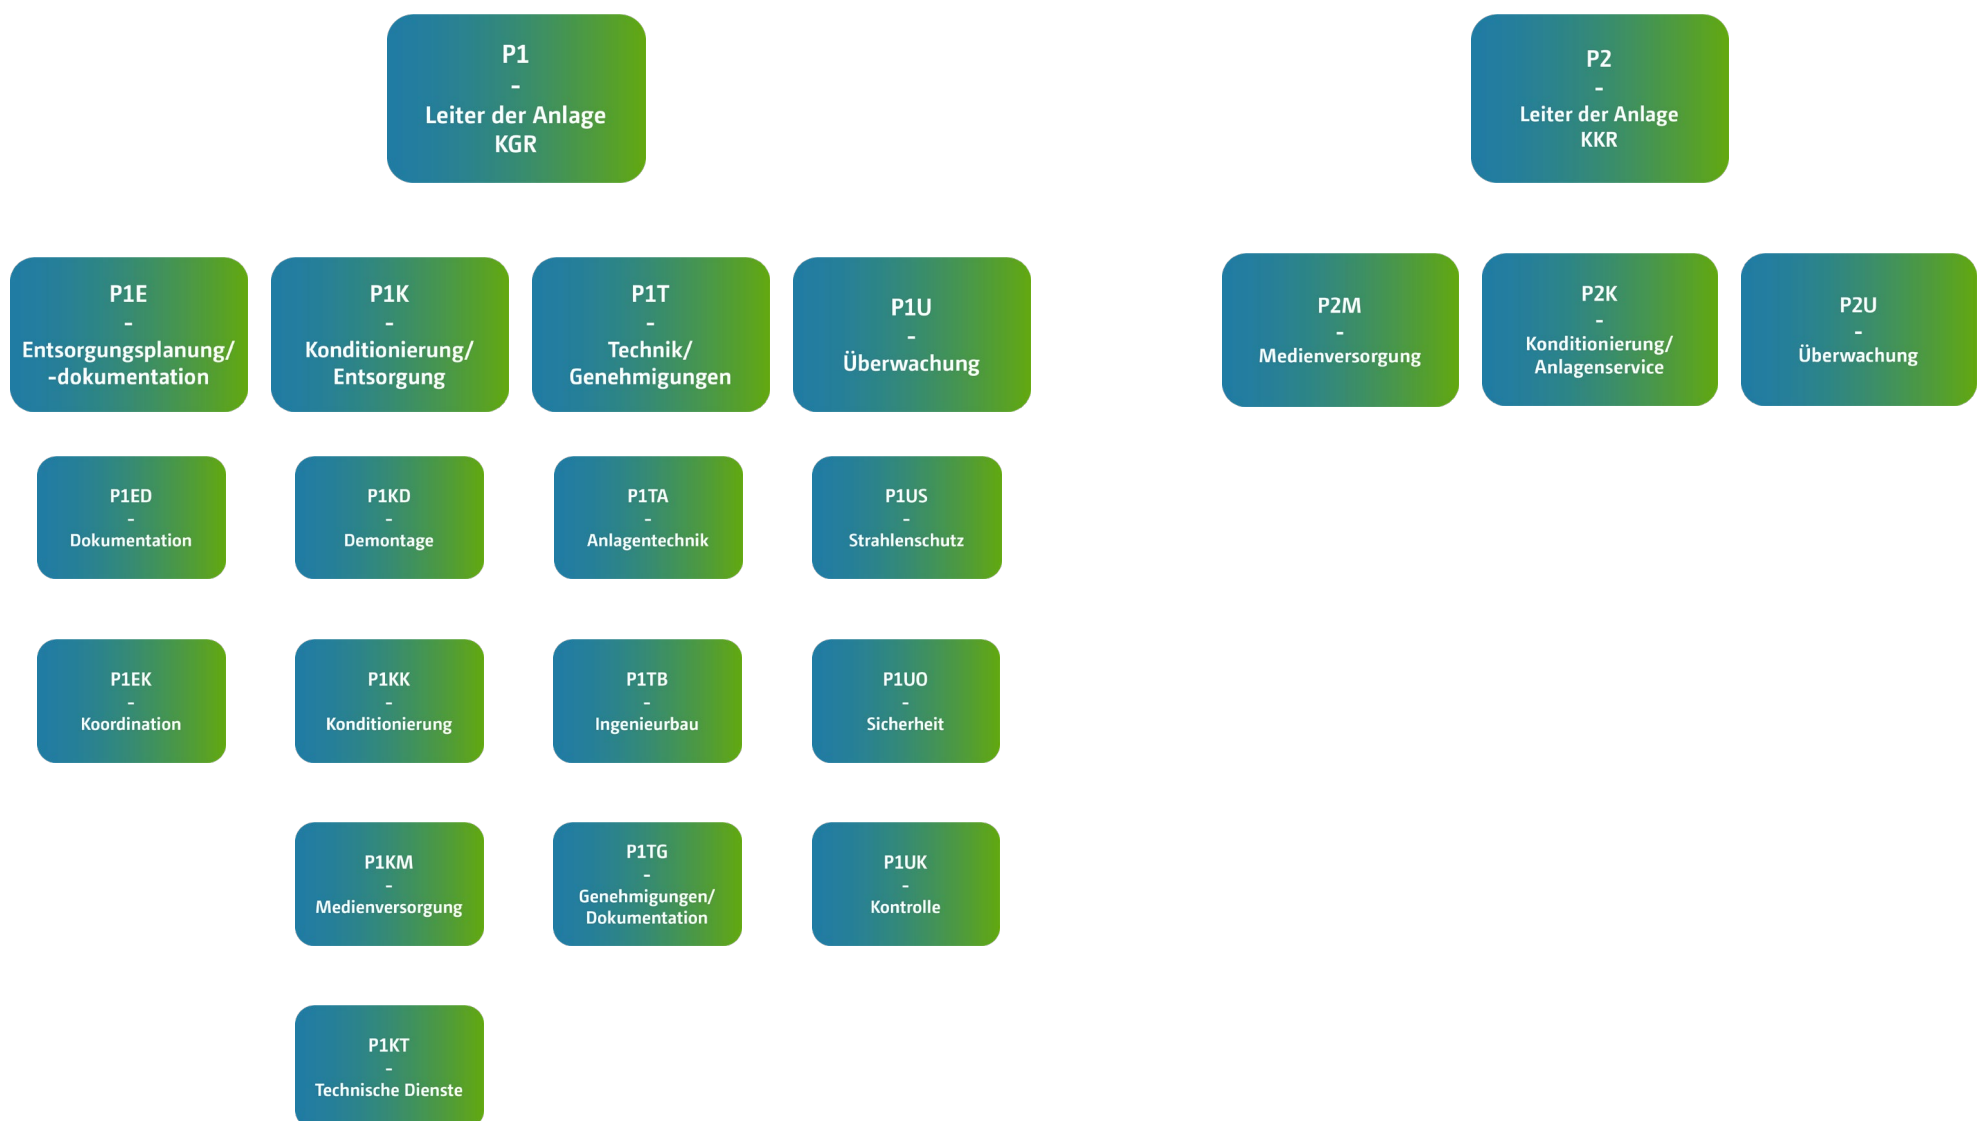 P1
-
Leiter der Anlage
KGR
P2
-
Leiter der Anlage
KKR
P1E
-
Entsorgungsplanung/
-dokumentation
P1K
-
Konditionierung/
Entsorgung
P1T
-
Technik/
Genehmigungen
P1U
-
Überwachung
P2M
-
Medienversorgung
P2K
-
Konditionierung/
Anlagenservice
P2U
-
Überwachung
P1ED
-
Dokumentation
P1KD
-
Demontage
P1TA
-
Anlagentechnik
P1US
-
Strahlenschutz
P1EK
-
Koordination
P1KK
-
Konditionierung
P1TB
-
Ingenieurbau
P1UO
-
Sicherheit
P1KM
-
Medienversorgung
P1TG
-
Genehmigungen/
Dokumentation
P1UK
-
Kontrolle
P1KT
-
Technische Dienste